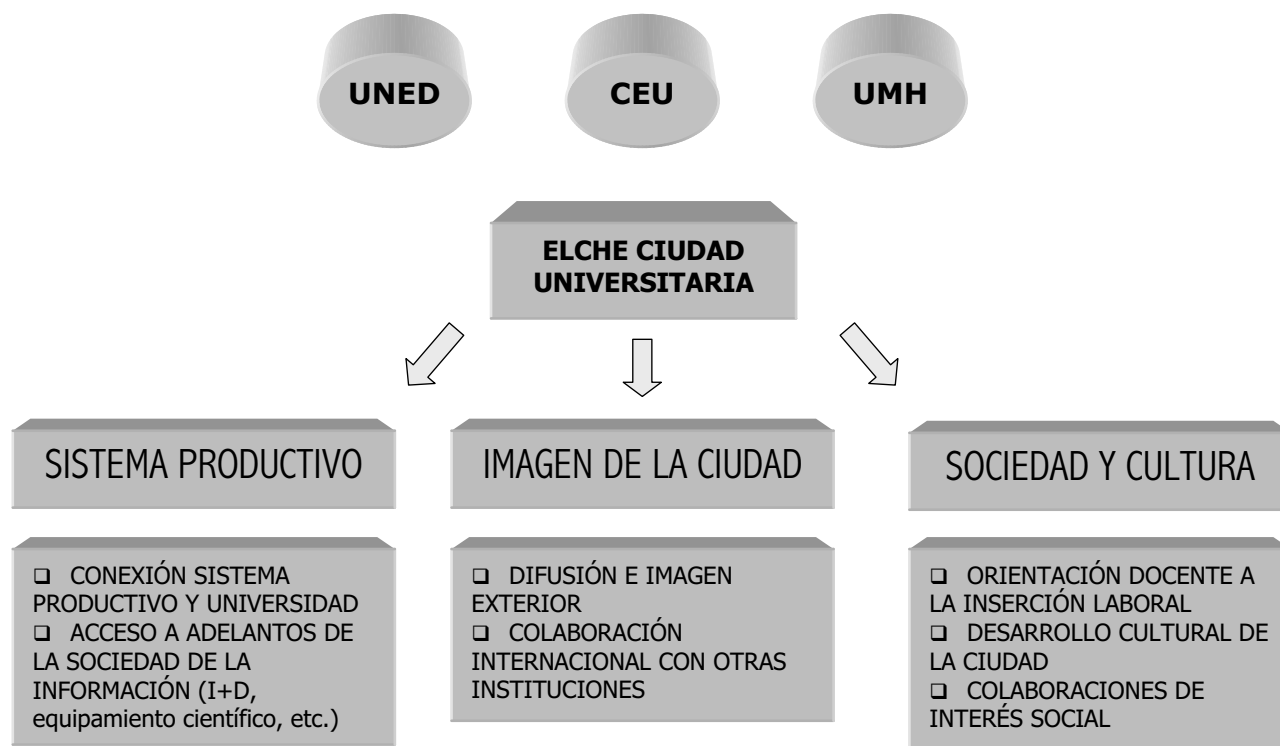 UNED
CEU
UMH
ELCHE CIUDAD
UNIVERSITARIA
SISTEMA PRODUCTIVO
IMAGEN DE LA CIUDAD
SOCIEDAD Y CULTURA
❑ CONEXIÓN SISTEMA
PRODUCTIVO Y UNIVERSIDAD
❑ ACCESO A ADELANTOS DE
LA SOCIEDAD DE LA
INFORMACIÓN (I+D,
equipamiento científico, etc.)
❑ DIFUSIÓN E IMAGEN
EXTERIOR
❑ COLABORACIÓN
INTERNACIONAL CON OTRAS
INSTITUCIONES
❑ ORIENTACIÓN DOCENTE A
LA INSERCIÓN LABORAL
❑ DESARROLLO CULTURAL DE
LA CIUDAD
❑ COLABORACIONES DE
INTERÉS SOCIAL